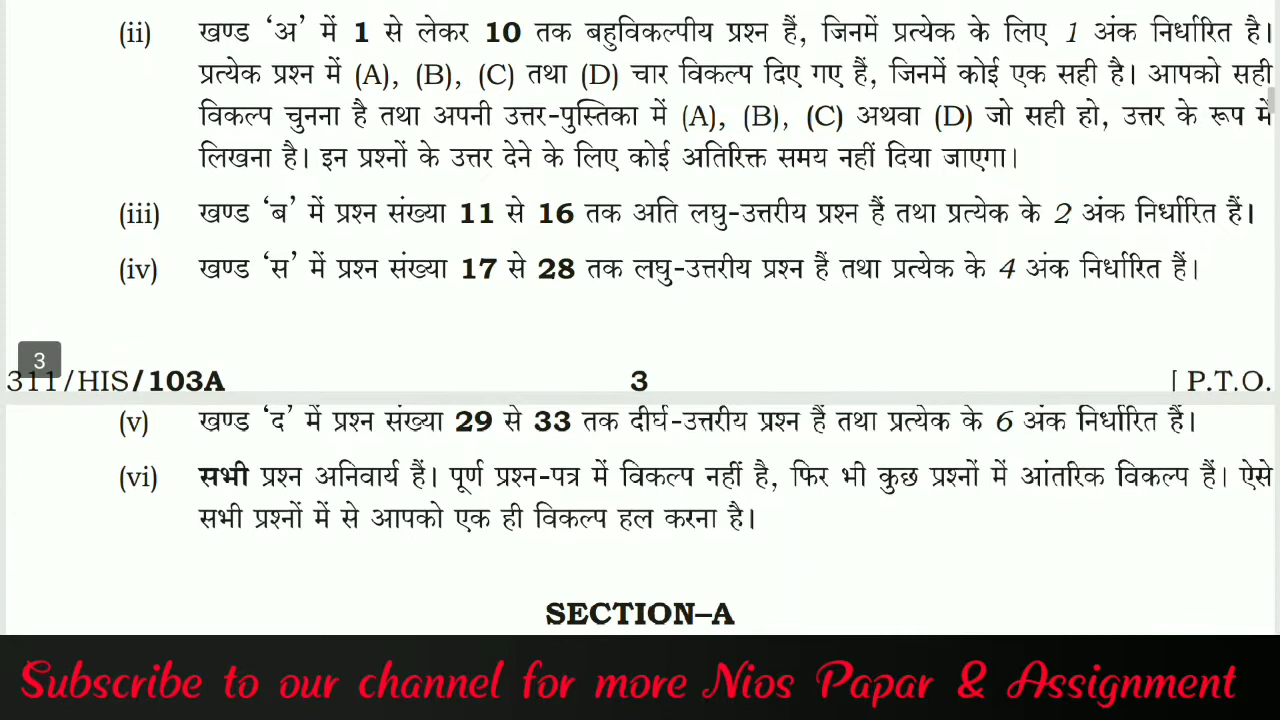 (ii) खण्ड ‘अ’ में 1 से लेकर 10 तक बहुविकल्पीय प्रश्न हैं, जिनमें प्रत्येक के लिए 1 अंक निर्धारित है।
प्रत्येक प्रश्न में (A), (B), (C) तथा (D) चार विकल्प दिए गए हैं, जिनमें कोई एक सही है। आपको सही
विकल्प चुनना है तथा अपनी उत्तर-पुस्तिका में (A), (B), (C) अथवा (D) जो सही हो, उत्तर के रूप में
लिखना है। इन प्रश्नों के उत्तर देने के लिए कोई अतिरिक्त समय नहीं दिया जाएगा।
(iii) खण्ड ‘ब’ में प्रश्न संख्या 11 से 16 तक अति लघु-उत्तरीय प्रश्न हैं तथा प्रत्येक के 2 अंक निर्धारित हैं।
(iv) खण्ड ‘स’ में प्रश्न संख्या 17 से 28 तक लघु-उत्तरीय प्रश्न हैं तथा प्रत्येक के 4 अंक निर्धारित हैं।
3
311/HIS/103A 3 [ P.T.O.
(v) खण्ड ‘द’ में प्रश्न संख्या 29 से 33 तक दीर्घ-उत्तरीय प्रश्न हैं तथा प्रत्येक के 6 अंक निर्धारित हैं।
(vi) सभी प्रश्न अनिवार्य हैं। पूर्ण प्रश्न-पत्र में विकल्प नहीं है, फिर भी कुछ प्रश्नों में आंतरिक विकल्प हैं। ऐसे
सभी प्रश्नों में से आपको एक ही विकल्प हल करना है।
SECTION–A
Subscribe to our channel for more Nios Papar & Assignment